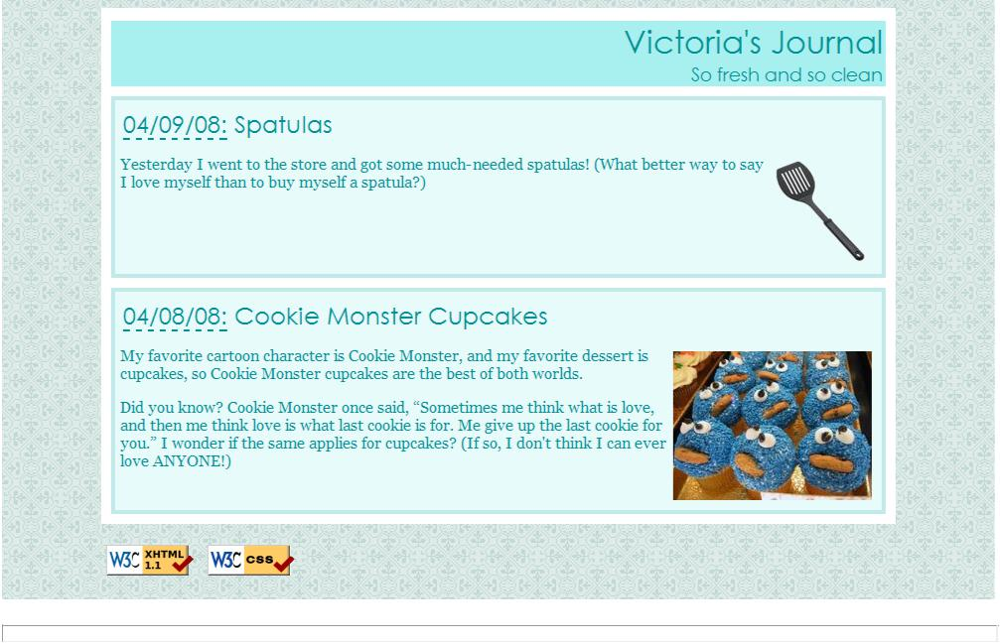 Victoria's Journal
So fresh and so clean
04/09/08: Spatulas
Yesterday I went to the store and got some much-needed spatulas! (What better way to say
I love myself than to buy myself a spatula?)
04/08/08: Cookie Monster Cupcakes
My favorite cartoon character is Cookie Monster, and my favorite dessert is
cupcakes, so Cookie Monster cupcakes are the best of both worlds.
Did you know? Cookie Monster once said, “Sometimes me think what is love,
and then me think love is what last cookie is for. Me give up the last cookie for
you.” I wonder if the same applies for cupcakes? (If so, I don't think I can ever
love ANYONE!)
W3C XHTML 1.1
W3C CSS